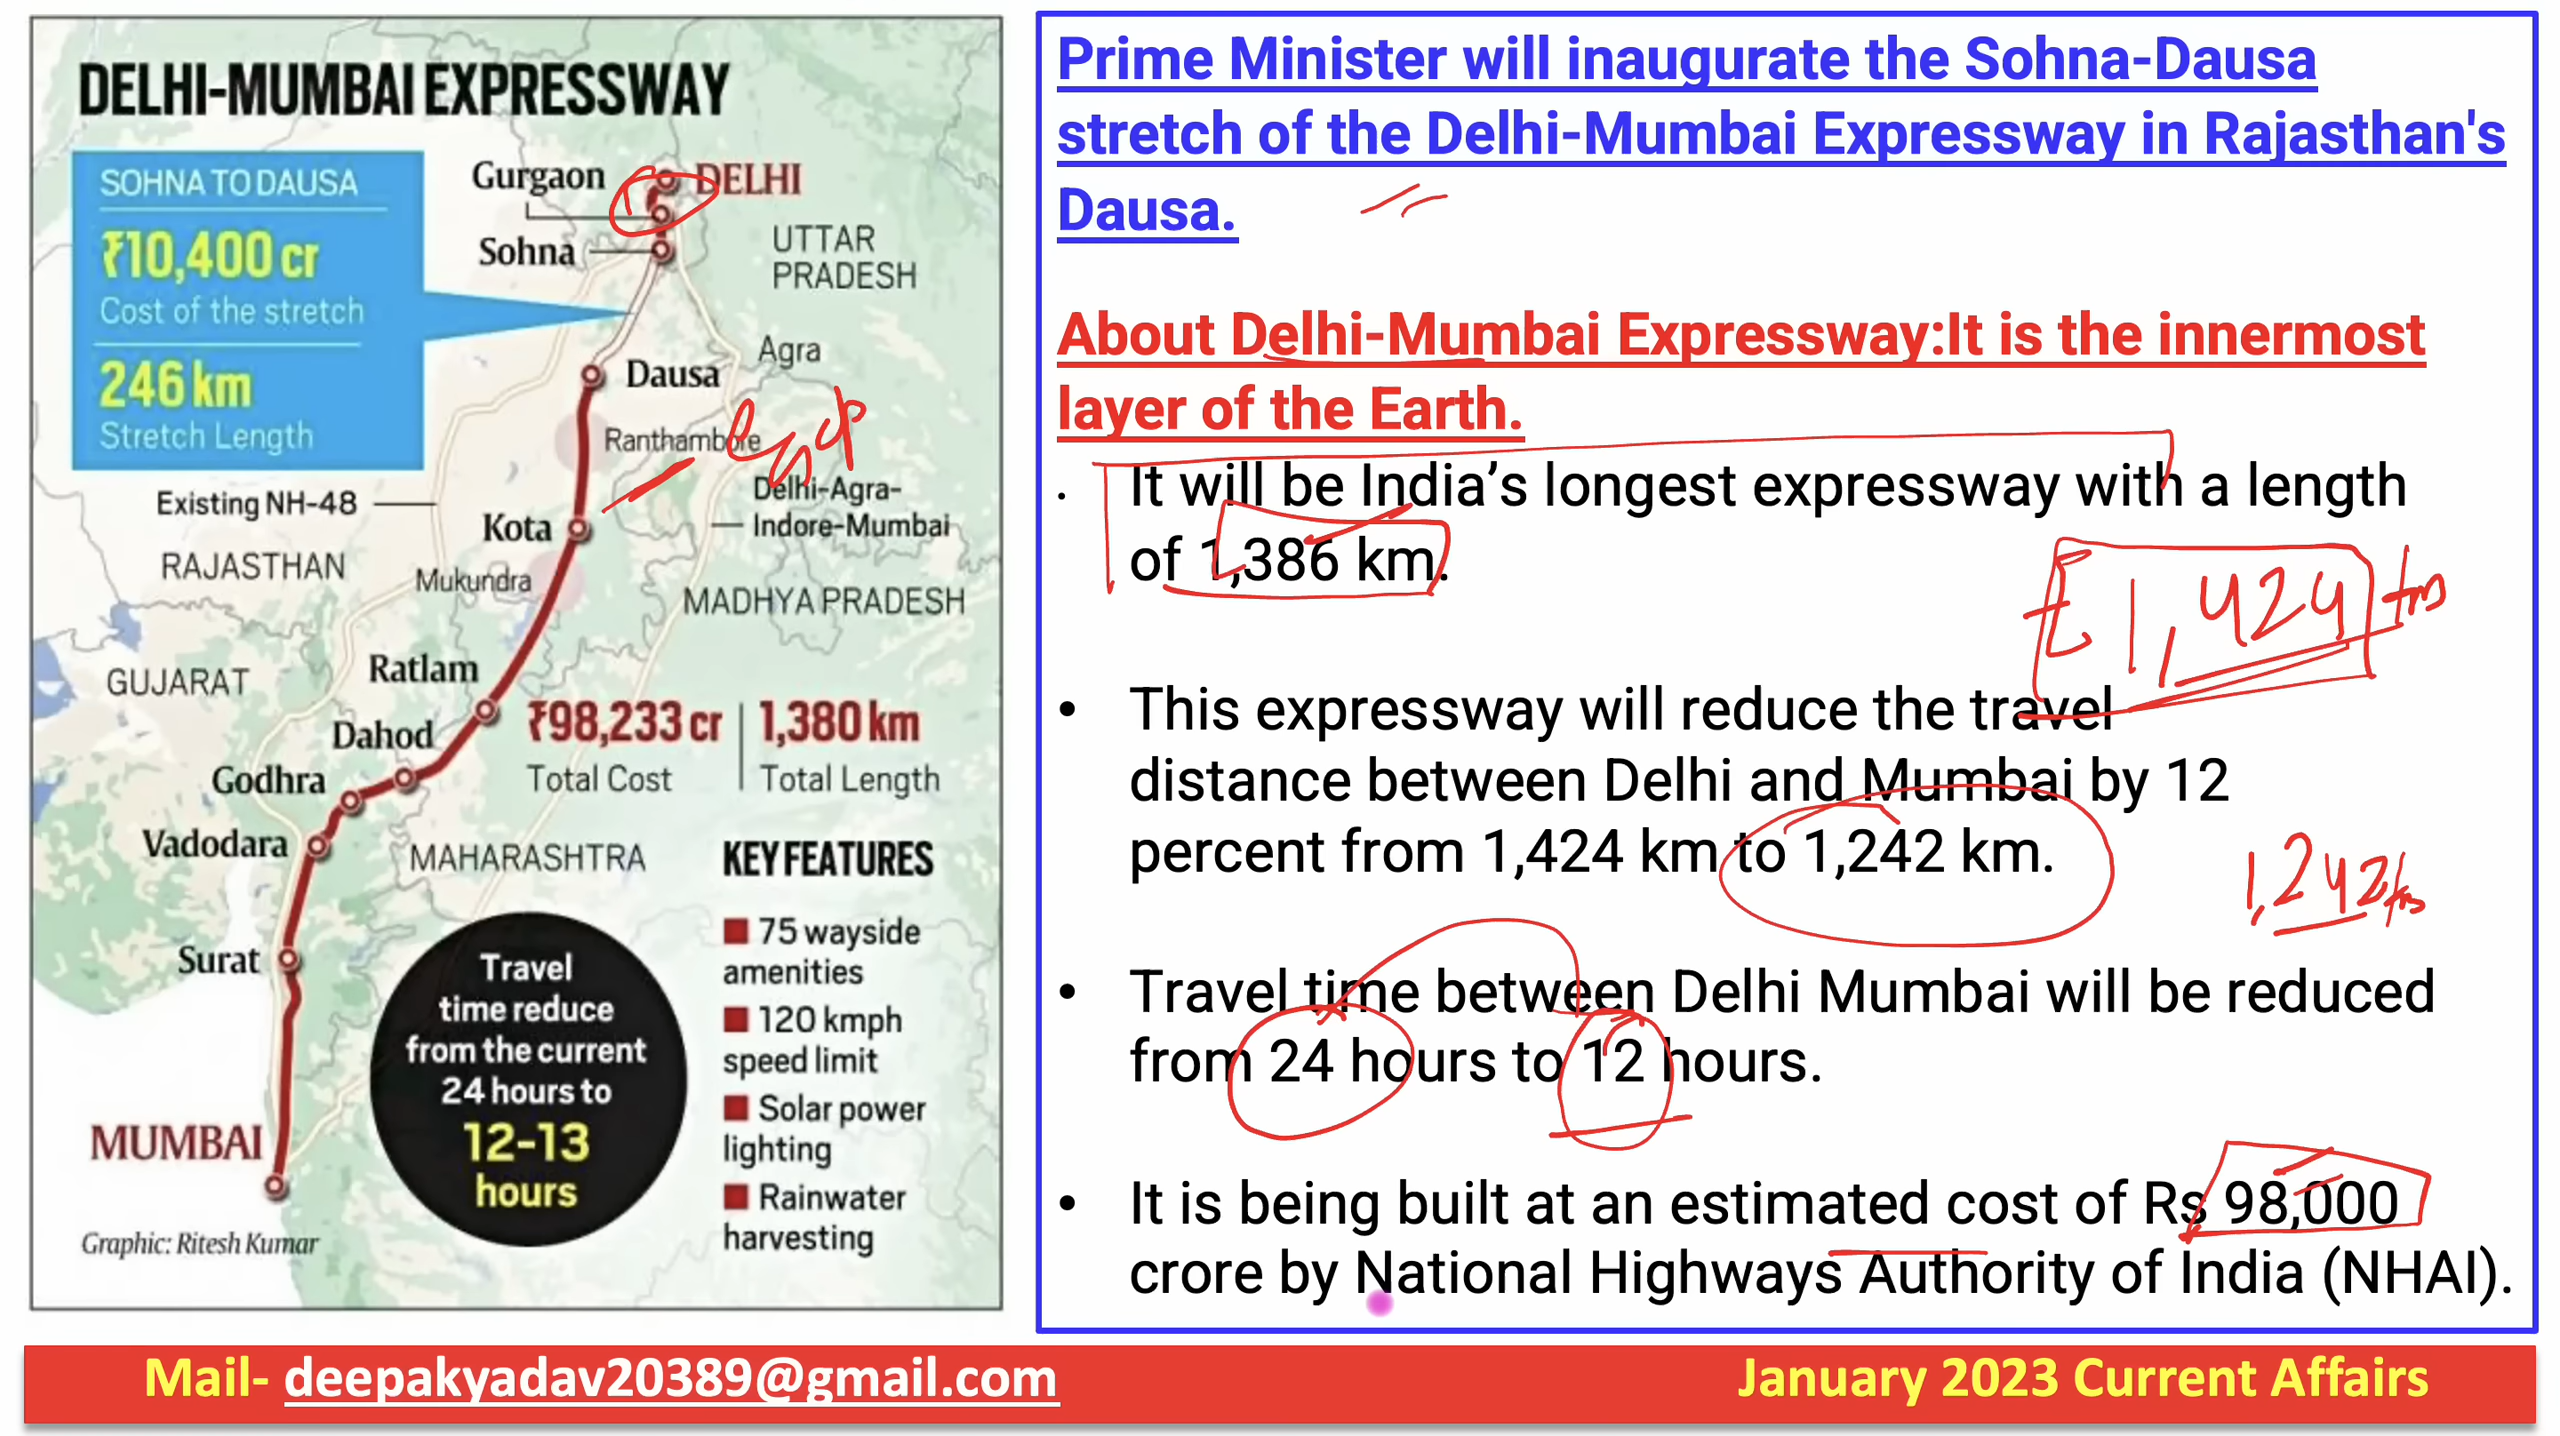 DELHI-MUMBAI EXPRESSWAY
SOHNA TO DAUSA
₹10,400 cr
Cost of the stretch
246 km
Stretch Length
Gurgaon
DELHI
Sohna
UTTAR
PRADESH
Agra
Dausa
Ranthambore
Delhi-Agra-
Indore-Mumbai
Existing NH-48
Kota
RAJASTHAN
Mukundra
MADHYA PRADESH
GUJARAT
Ratlam
₹98,233 cr
Total Cost
1,380 km
Total Length
Dahod
Godhra
Vadodara
MAHARASHTRA
Surat
MUMBAI
Travel
time reduce
from the current
24 hours to
12-13
hours
KEY FEATURES
75 wayside
amenities
120 kmph
speed limit
Solar power
lighting
Rainwater
harvesting
Graphic: Ritesh Kumar
Prime Minister will inaugurate the Sohna-Dausa
stretch of the Delhi-Mumbai Expressway in Rajasthan's
Dausa.
About Delhi-Mumbai Expressway:It is the innermost
layer of the Earth.
It will be India’s longest expressway with a length
of 1,386 km.
1,424 km
• This expressway will reduce the travel
distance between Delhi and Mumbai by 12
percent from 1,424 km to 1,242 km.
1,242 km
• Travel time between Delhi Mumbai will be reduced
from 24 hours to 12 hours.
• It is being built at an estimated cost of Rs 98,000
crore by National Highways Authority of India (NHAI).
Mail- deepakyadav20389@gmail.com
January 2023 Current Affairs